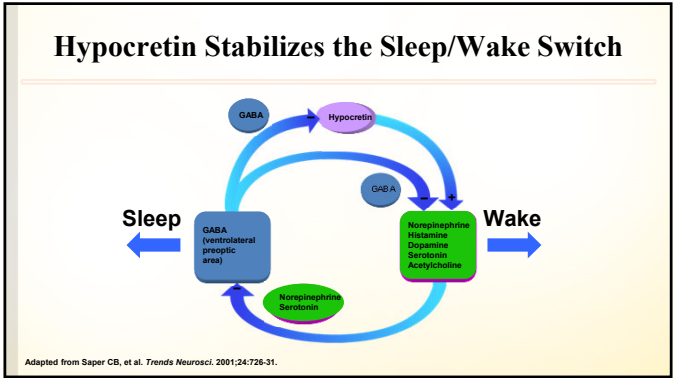 Hypocretin Stabilizes the Sleep/Wake Switch
GABA
–
Hypocretin
GABA
–
+
Sleep
GABA
(ventrolateral
preoptic
area)
Norepinephrine
Histamine
Dopamine
Serotonin
Acetylcholine
Wake
–
Norepinephrine
Serotonin
Adapted from Saper CB, et al. Trends Neurosci. 2001;24:726-31.